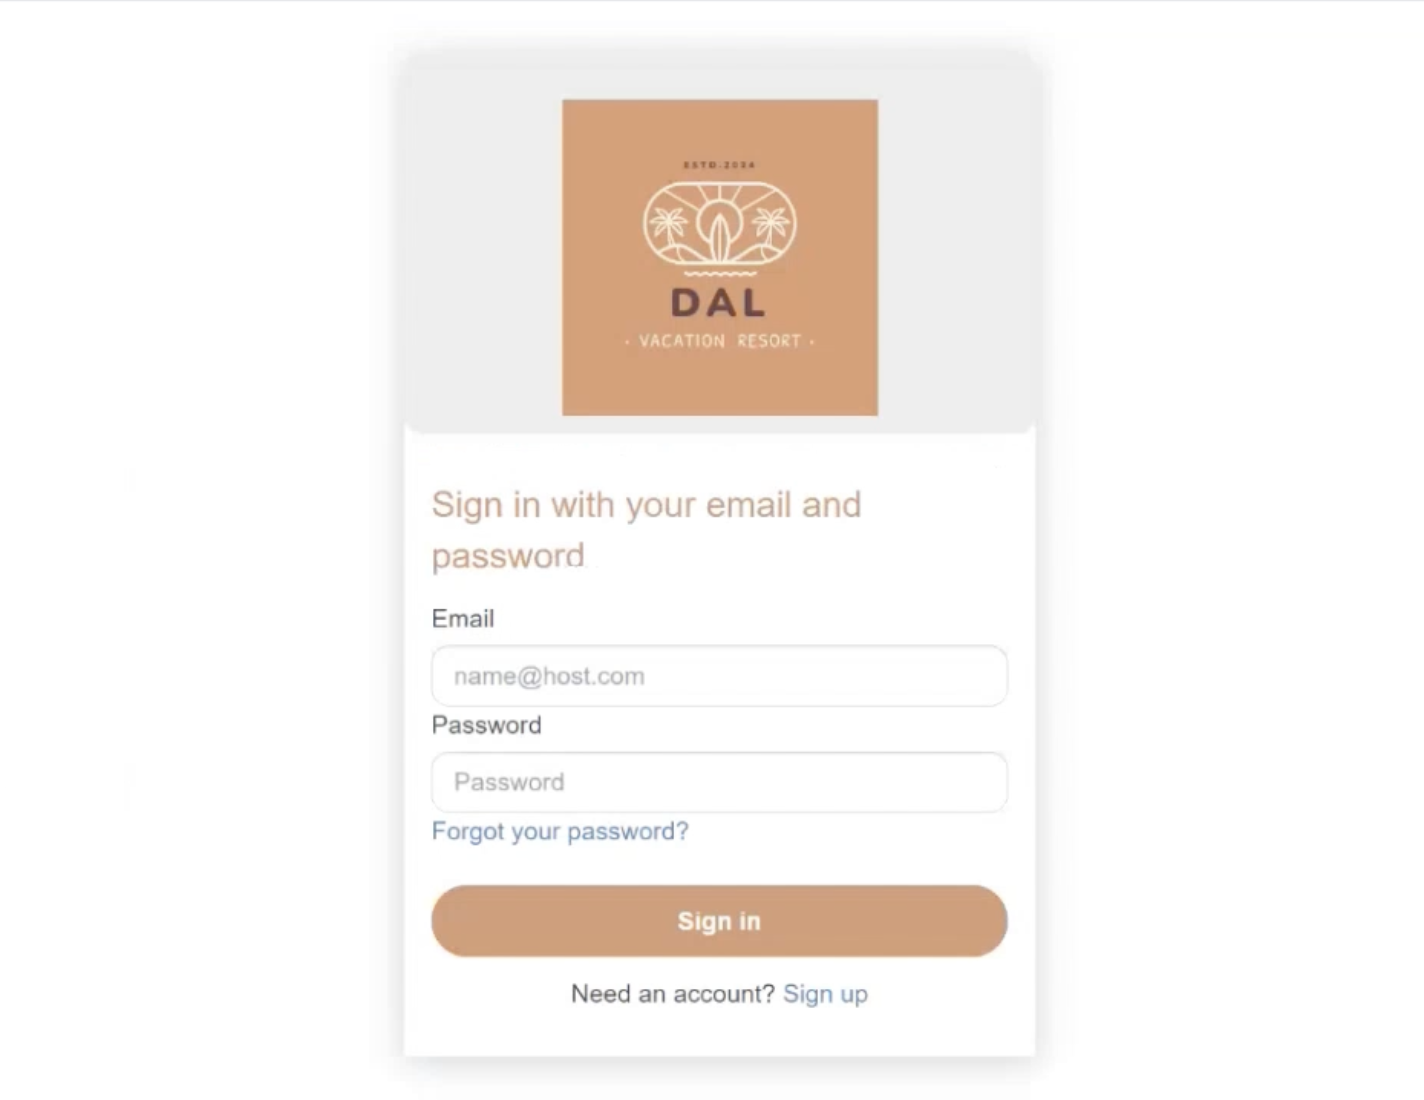 ESTD.2024
DAL
· VACATION RESORT ·
Sign in with your email and
password
Email
name@host.com
Password
Password
Forgot your password?
Sign in
Need an account? Sign up